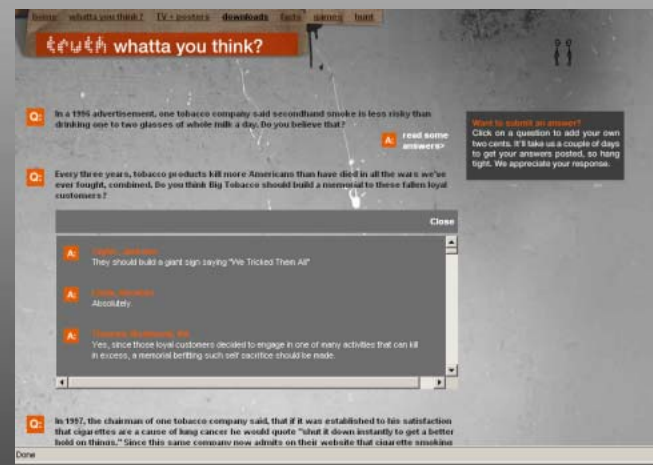 home whatta you think? TV + posters downloads facts games hunt
truth whatta you think?
Q: In a 1996 advertisement, one tobacco company said secondhand smoke is less risky than
drinking one to two glasses of whole milk a day. Do you believe that?
A: read some
answers>
Want to submit an answer?
Click on a question to add your own
two cents. It'll take us a couple of days
to get your answers posted, so hang
tight. We appreciate your response.
Q: Every three years, tobacco products kill more Americans than have died in all the wars we've
ever fought, combined. Do you think Big Tobacco should build a memorial to these fallen loyal
customers?
Close
A:
They should build a giant sign saying "We Tricked Them All"
A:
Absolutely.
A:
Yes, since those loyal customers decided to engage in one of many activities that can kill
in excess, a memorial befitting such self sacrifice should be made.
Q: In 1997, the chairman of one tobacco company said, that if it was established to his satisfaction
that cigarettes are a cause of lung cancer he would quote "shut it down instantly to get a better
hold on things." Since this same company now admits on their website that cigarette smoking
Done